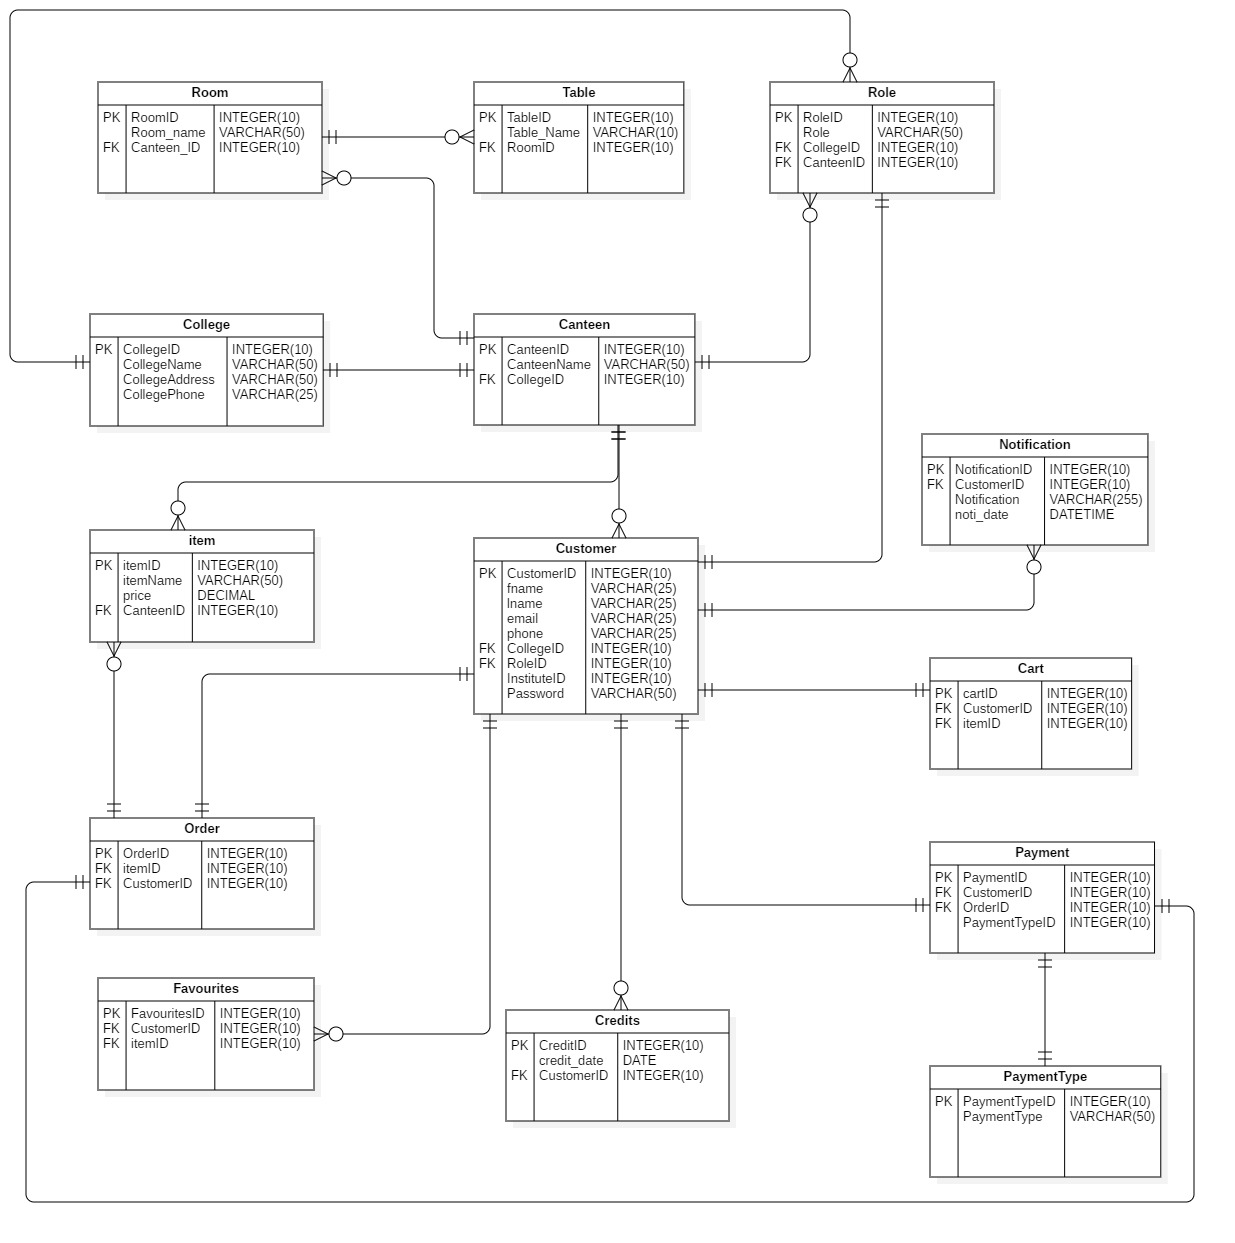 Room
PK RoomID INTEGER(10)
Room_name VARCHAR(50)
FK Canteen_ID INTEGER(10)
Table
PK TableID INTEGER(10)
Table_Name VARCHAR(10)
FK RoomID INTEGER(10)
Role
PK RoleID INTEGER(10)
Role VARCHAR(50)
FK CollegeID INTEGER(10)
FK CanteenID INTEGER(10)
College
PK CollegeID INTEGER(10)
CollegeName VARCHAR(50)
CollegeAddress VARCHAR(50)
CollegePhone VARCHAR(25)
Canteen
PK CanteenID INTEGER(10)
CanteenName VARCHAR(50)
FK CollegeID INTEGER(10)
Notification
PK NotificationID INTEGER(10)
FK CustomerID INTEGER(10)
Notification VARCHAR(255)
noti_date DATETIME
item
PK itemID INTEGER(10)
itemName VARCHAR(50)
price DECIMAL
FK CanteenID INTEGER(10)
Customer
PK CustomerID INTEGER(10)
fname VARCHAR(25)
lname VARCHAR(25)
email VARCHAR(25)
phone VARCHAR(25)
FK CollegeID INTEGER(10)
FK RoleID INTEGER(10)
InstituteID INTEGER(10)
Password VARCHAR(50)
Cart
PK cartID INTEGER(10)
FK CustomerID INTEGER(10)
FK itemID INTEGER(10)
Order
PK OrderID INTEGER(10)
FK itemID INTEGER(10)
FK CustomerID INTEGER(10)
Payment
PK PaymentID INTEGER(10)
FK CustomerID INTEGER(10)
FK OrderID INTEGER(10)
PaymentTypeID INTEGER(10)
Favourites
PK FavouritesID INTEGER(10)
FK CustomerID INTEGER(10)
FK itemID INTEGER(10)
Credits
PK CreditID INTEGER(10)
credit_date DATE
FK CustomerID INTEGER(10)
PaymentType
PK PaymentTypeID INTEGER(10)
PaymentType VARCHAR(50)